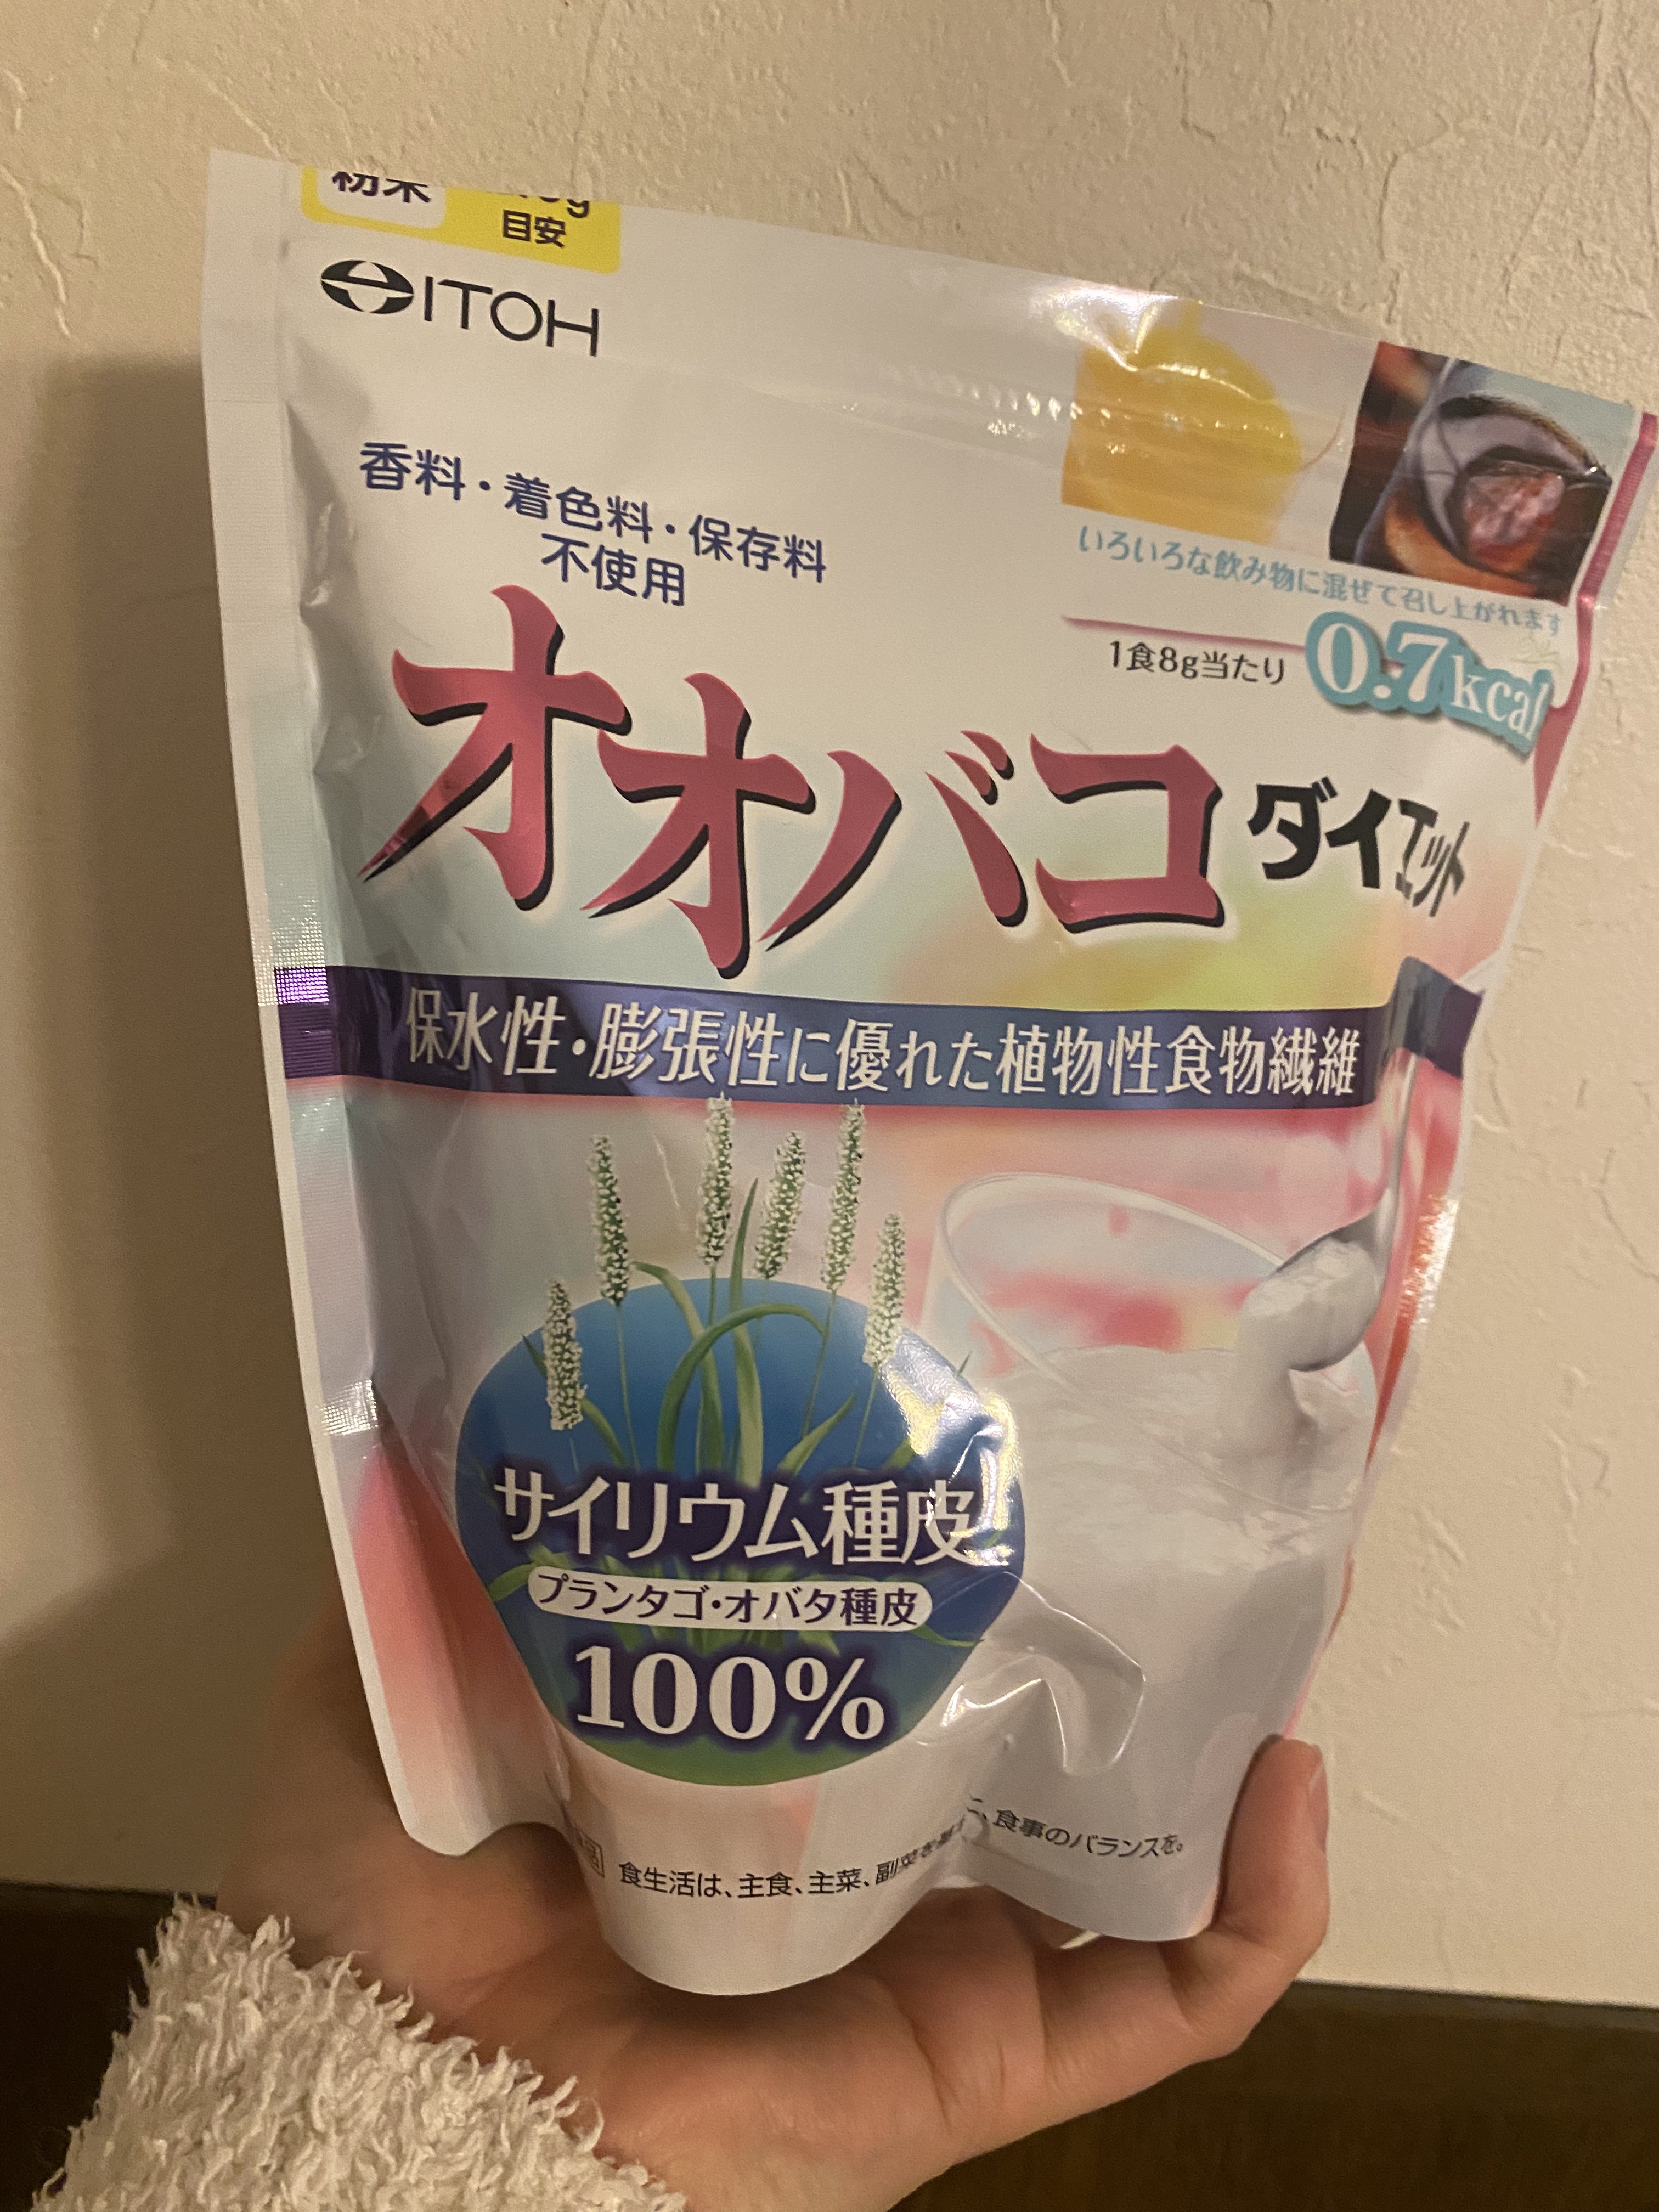 粉末
目安
ITOH
香料・着色料・保存料
不使用
いろいろな飲み物に混ぜて召し上がれます
1食8g当たり 0.7kcal
オオバコダイエット
保水性・膨張性に優れた植物性食物繊維
サイリウム種皮
プランタゴ・オバタ種皮
100%
食生活は、主食、主菜、副菜を 、食事のバランスを。